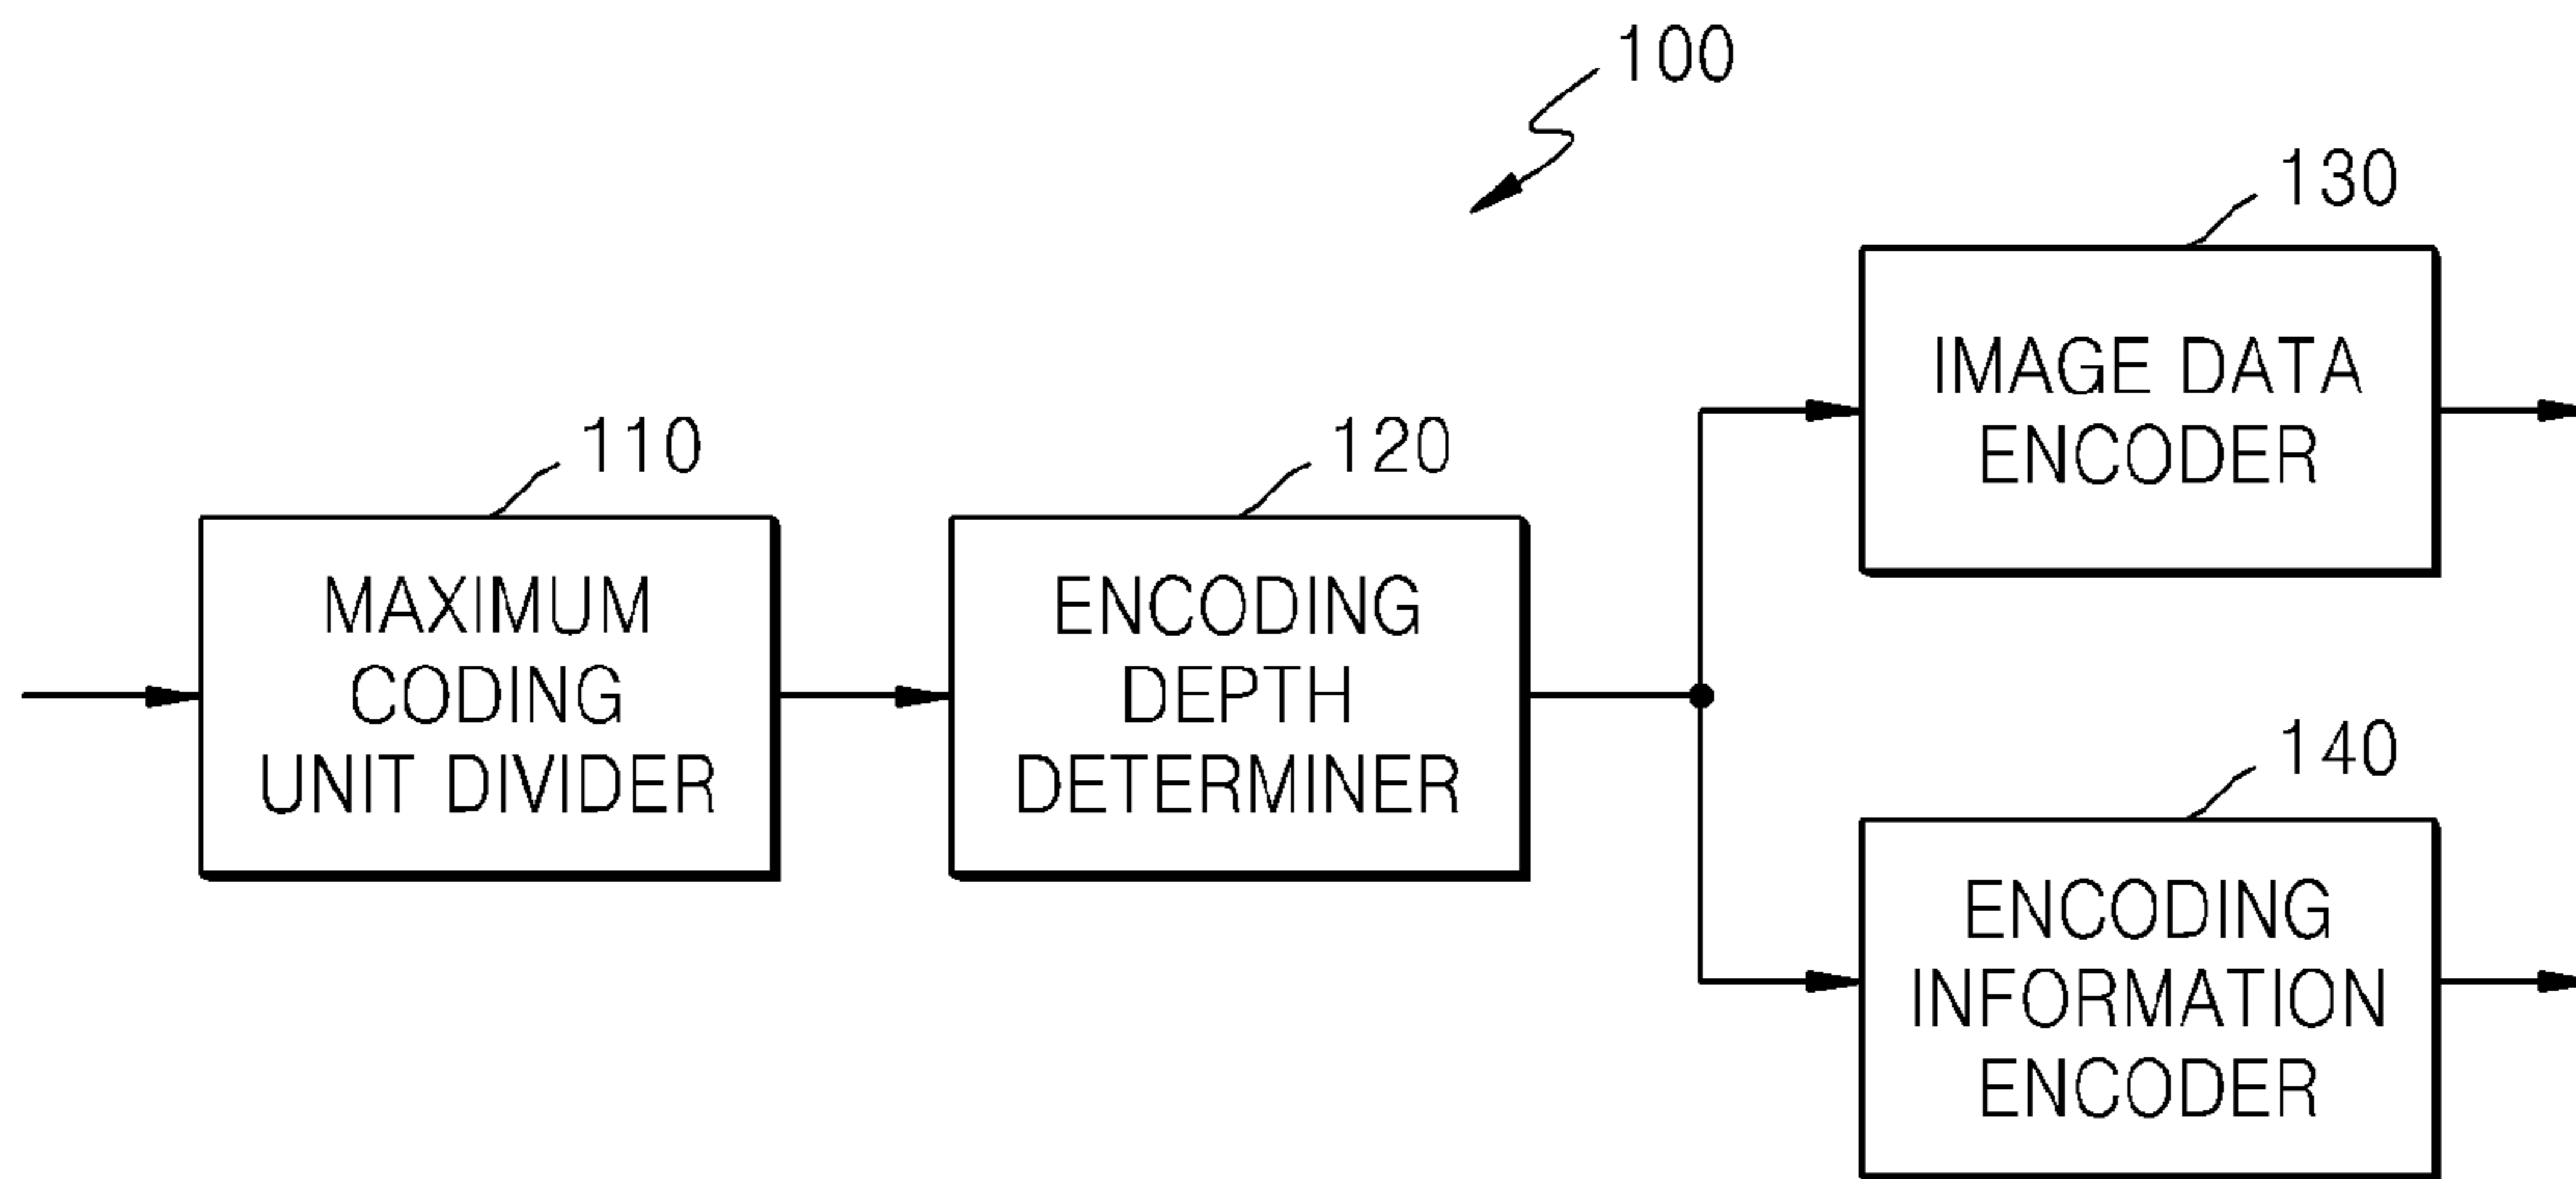 100
110
MAXIMUM
CODING
UNIT DIVIDER
120
ENCODING
DEPTH
DETERMINER
130
IMAGE DATA
ENCODER
140
ENCODING
INFORMATION
ENCODER